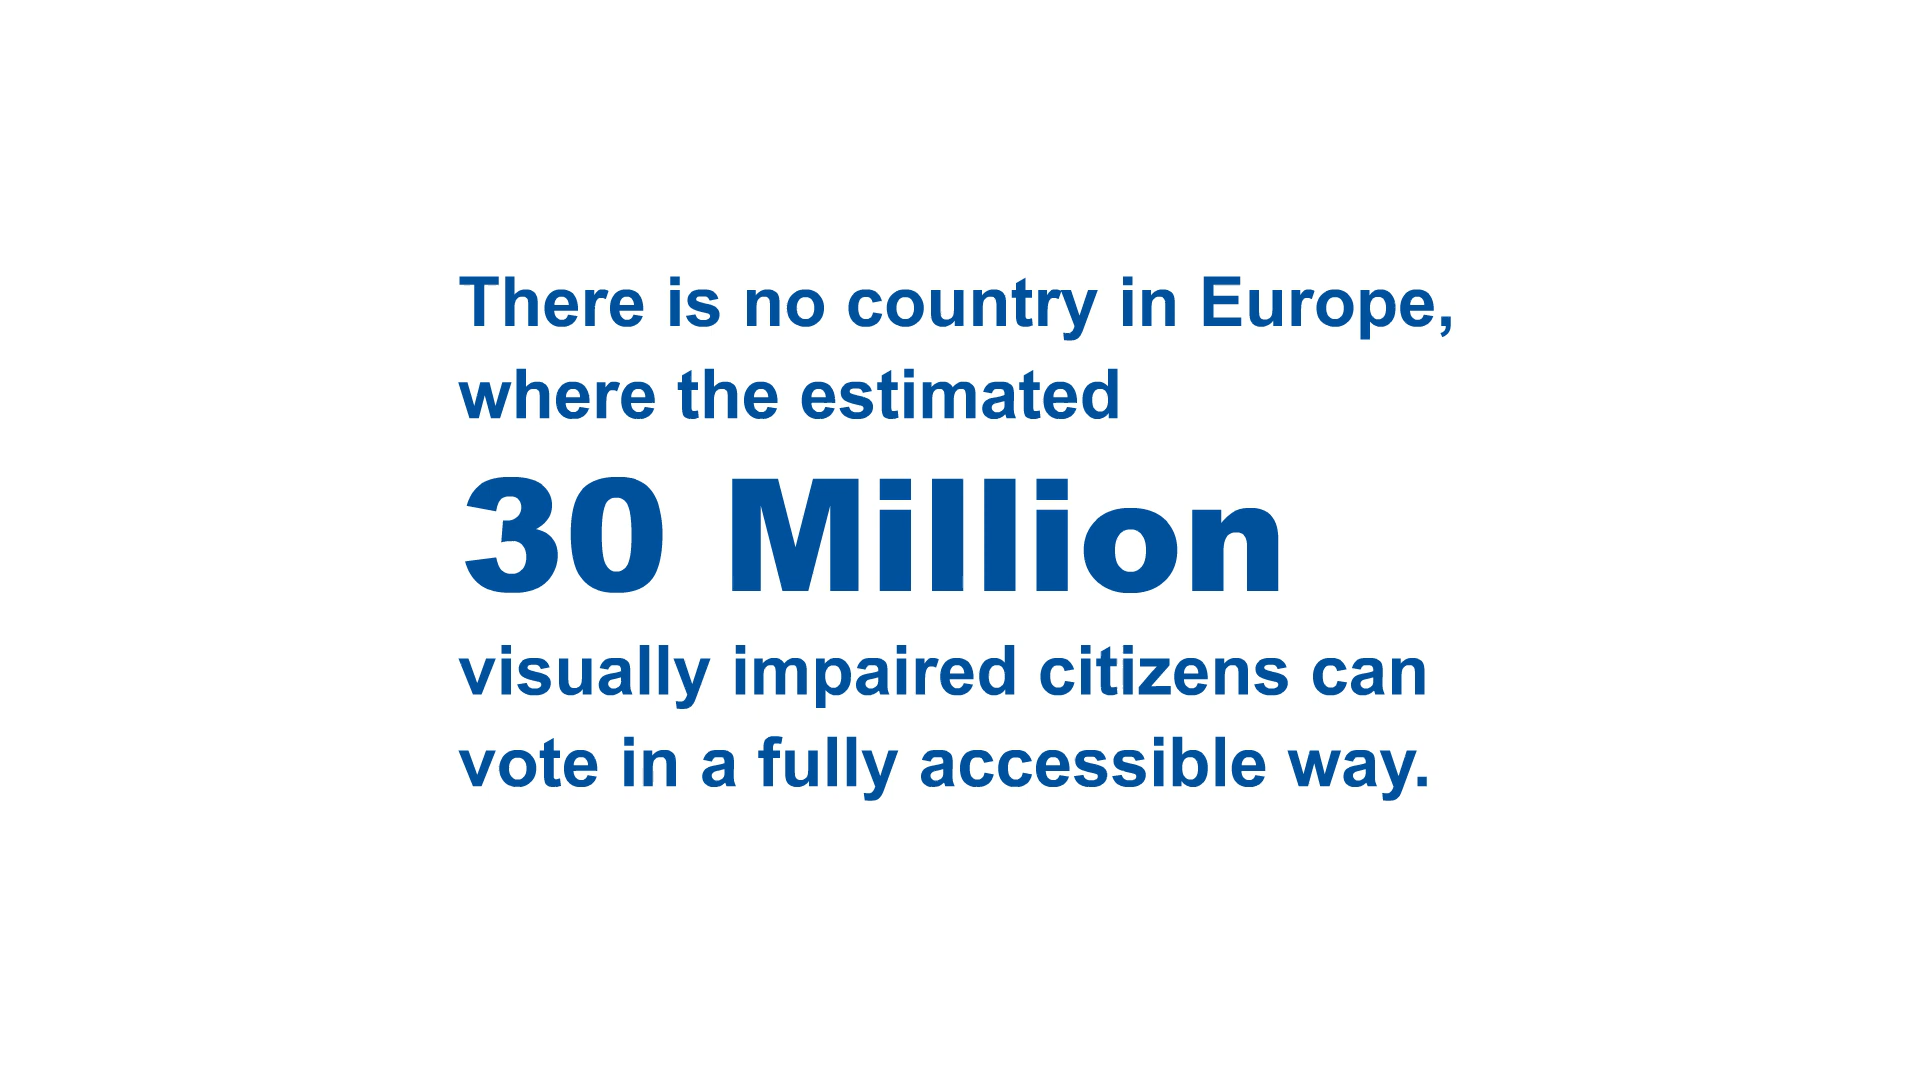 There is no country in Europe,
where the estimated
30 Million
visually impaired citizens can
vote in a fully accessible way.